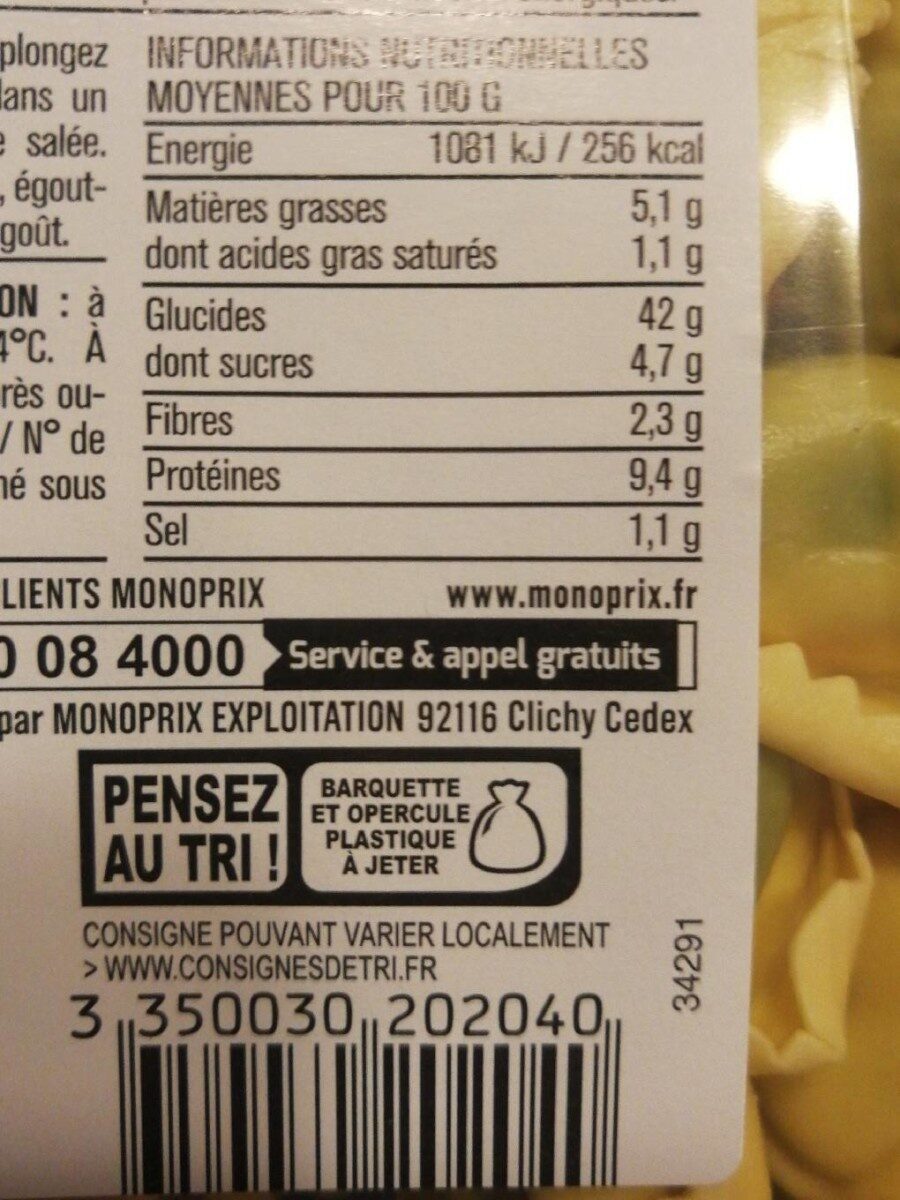 plongez
dans un
salée.
, égout-
goût.
ON : à
4°C. À
rès ou-
/ N° de
né sous
INFORMATIONS NUTRITIONNELLES
MOYENNES POUR 100 G
Energie 1081 kJ / 256 kcal
Matières grasses 5,1 g
dont acides gras saturés 1,1 g
Glucides 42 g
dont sucres 4,7 g
Fibres 2,3 g
Protéines 9,4 g
Sel 1,1 g
LIENTS MONOPRIX www.monoprix.fr
0 08 4000 Service & appel gratuits
par MONOPRIX EXPLOITATION 92116 Clichy Cedex
PENSEZ
AU TRI !
BARQUETTE
ET OPERCULE
PLASTIQUE
À JETER
CONSIGNE POUVANT VARIER LOCALEMENT
> WWW.CONSIGNESDETRI.FR
34291
3 350030 202040